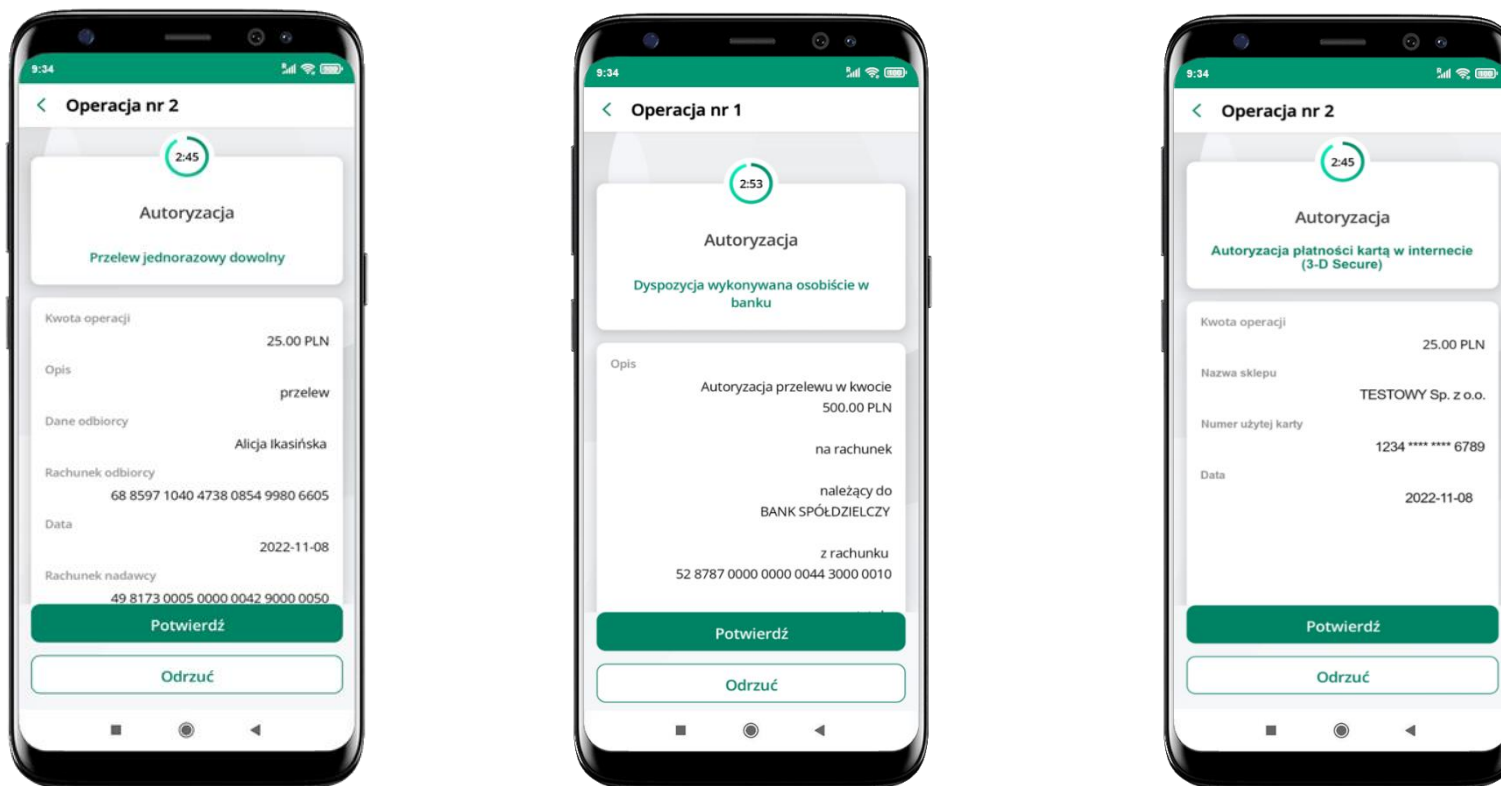 9:34
Operacja nr 2
2:45
Autoryzacja
Przelew jednorazowy dowolny
Kwota operacji
25.00 PLN
Opis
przelew
Dane odbiorcy
Alicja Ikasińska
Rachunek odbiorcy
68 8597 1040 4738 0854 9980 6605
Data
2022-11-08
Rachunek nadawcy
49 8173 0005 0000 0042 9000 0050
Potwierdź
Odrzuć
9:34
Operacja nr 1
2:53
Autoryzacja
Dyspozycja wykonywana osobiście w
banku
Opis
Autoryzacja przelewu w kwocie
500.00 PLN
na rachunek
należący do
BANK SPÓŁDZIELCZY
z rachunku
52 8787 0000 0000 0044 3000 0010
Potwierdź
Odrzuć
9:34
Operacja nr 2
2:45
Autoryzacja
Autoryzacja płatności kartą w internecie
(3-D Secure)
Kwota operacji
25.00 PLN
Nazwa sklepu
TESTOWY Sp. z o.o.
Numer użytej karty
1234 **** **** 6789
Data
2022-11-08
Potwierdź
Odrzuć